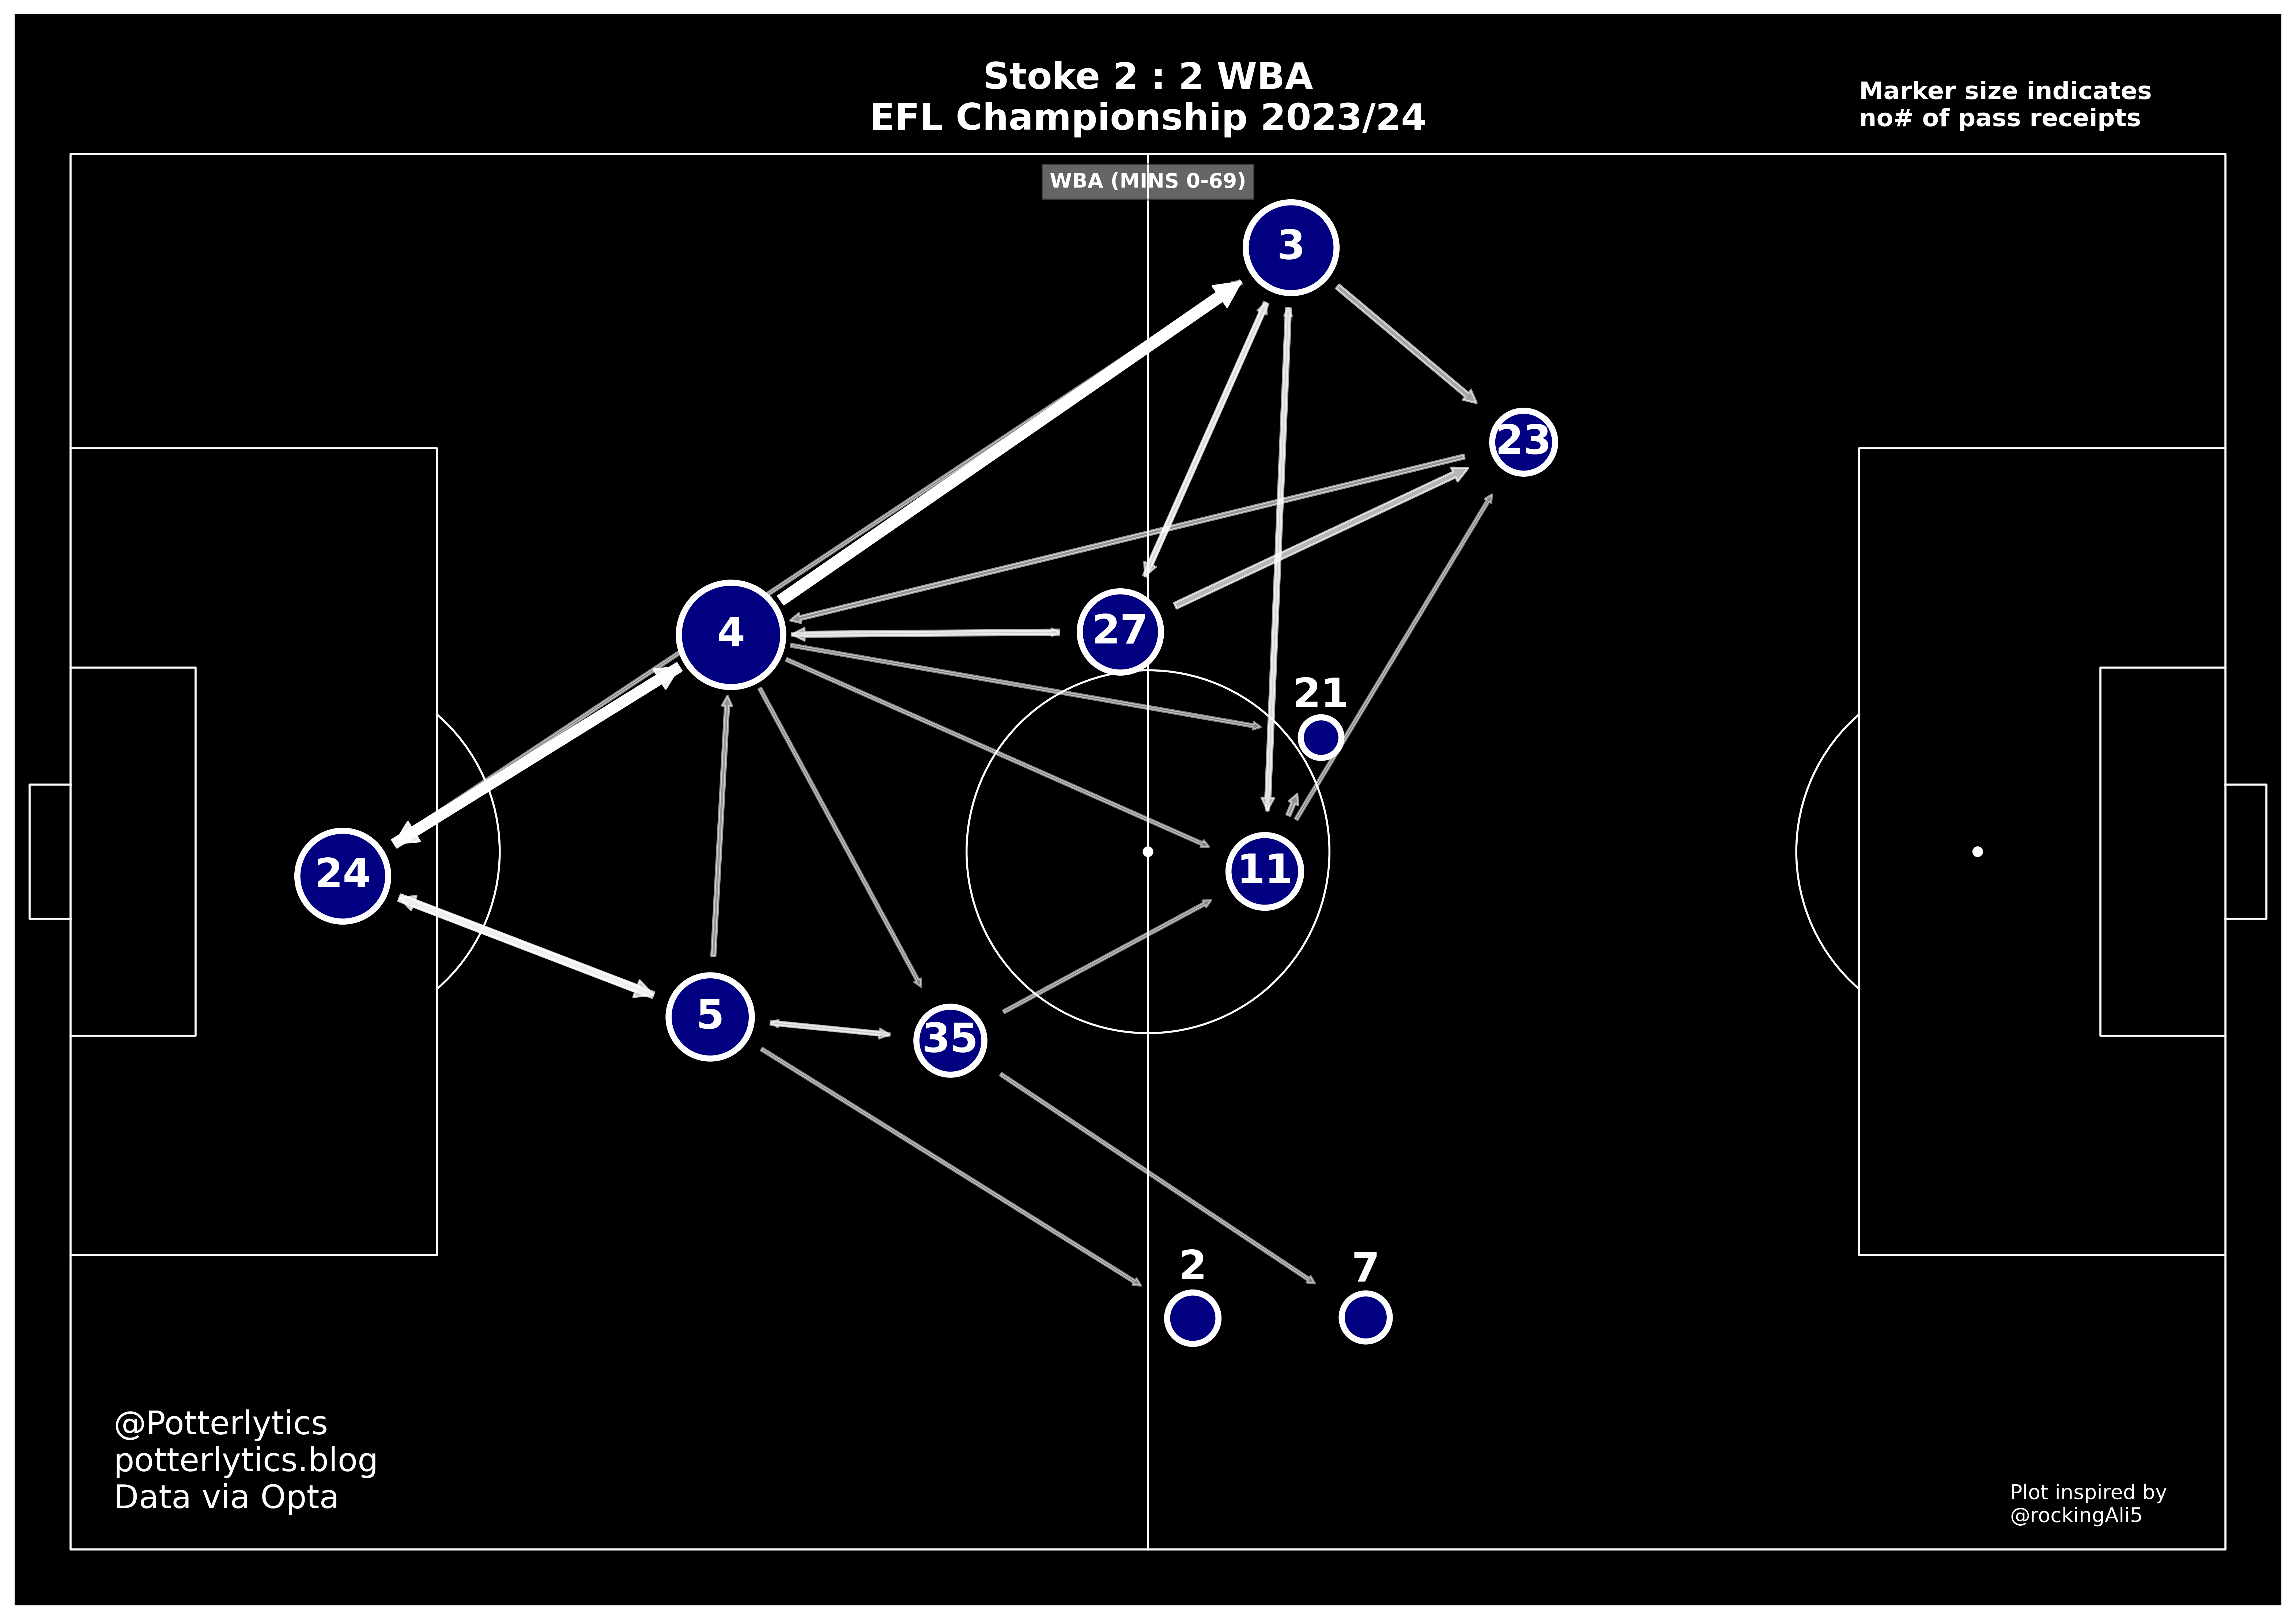 Stoke 2 : 2 WBA
EFL Championship 2023/24
Marker size indicates
no# of pass receipts
WBA (MINS 0-69)
3
23
4
27
21
24
11
5
35
2
7
@Potterlytics
potterlytics.blog
Data via Opta
Plot inspired by
@rockingAli5